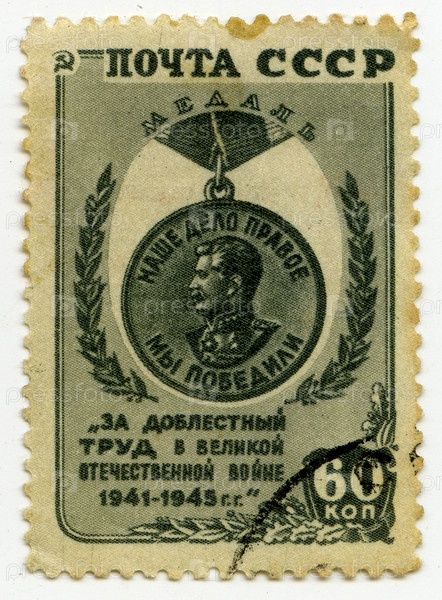 ПОЧТА СССР
МЕДАЛЬ
НАШЕ ДЕЛО ПРАВОЕ
МЫ ПОБЕДИЛИ
„ЗА ДОБЛЕСТНЫЙ
ТРУД В ВЕЛИКОЙ
ОТЕЧЕСТВЕННОЙ ВОЙНЕ
1941-1945 г.г."
60
КОП